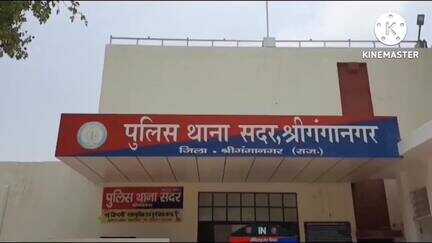 KINEMASTER
पुलिस थाना सदर,श्रीगंगानगर
जिला - श्रीगंगानगर (राज.)
पुलिस थाना सदर
IN